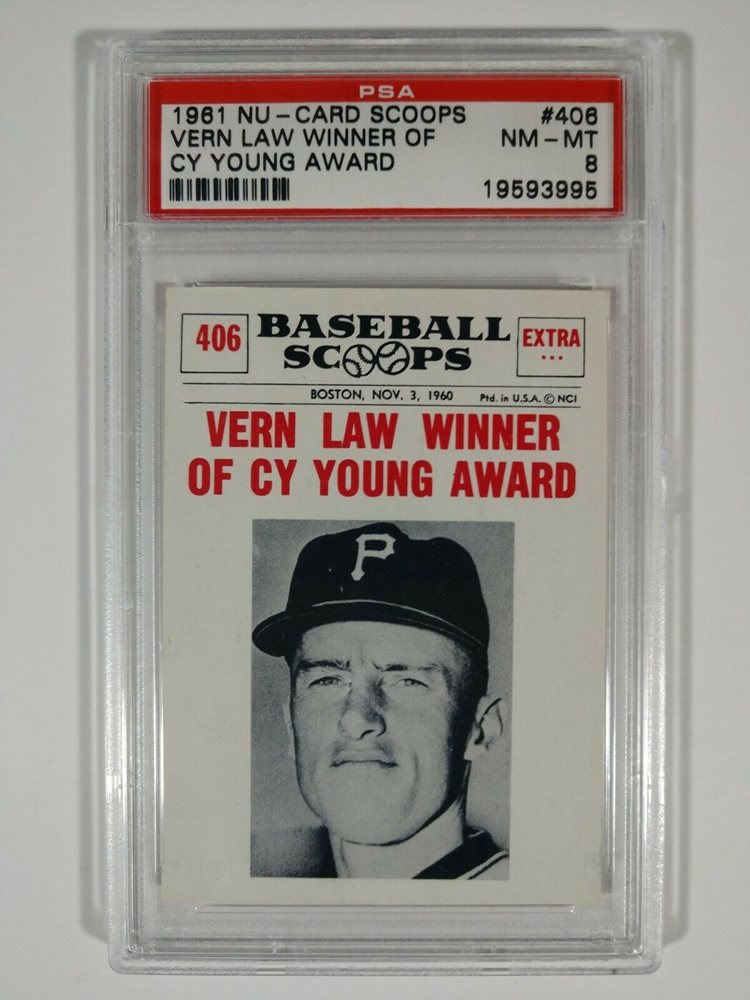 PSA
1961 NU-CARD SCOOPS #406
VERN LAW WINNER OF NM-MT
CY YOUNG AWARD 8
19593995
406 BASEBALL SCOOPS EXTRA
BOSTON, NOV. 3, 1960 Ptd. in U.S.A. © NCI
VERN LAW WINNER
OF CY YOUNG AWARD
P